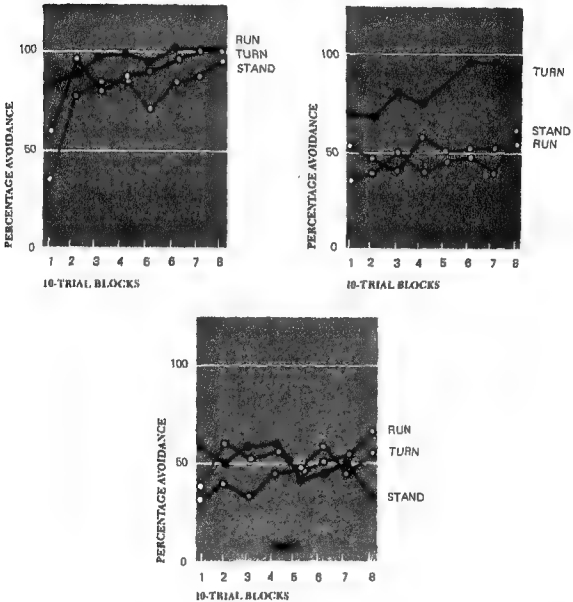 100
50
0
PERCENTAGE AVOIDANCE
RUN
TURN
STAND
1 2 3 4 5 6 7 8
10-TRIAL BLOCKS
100
50
0
PERCENTAGE AVOIDANCE
TURN
STAND
RUN
1 2 3 4 5 6 7 8
10-TRIAL BLOCKS
100
50
0
PERCENTAGE AVOIDANCE
RUN
TURN
STAND
1 2 3 4 5 6 7 8
10-TRIAL BLOCKS